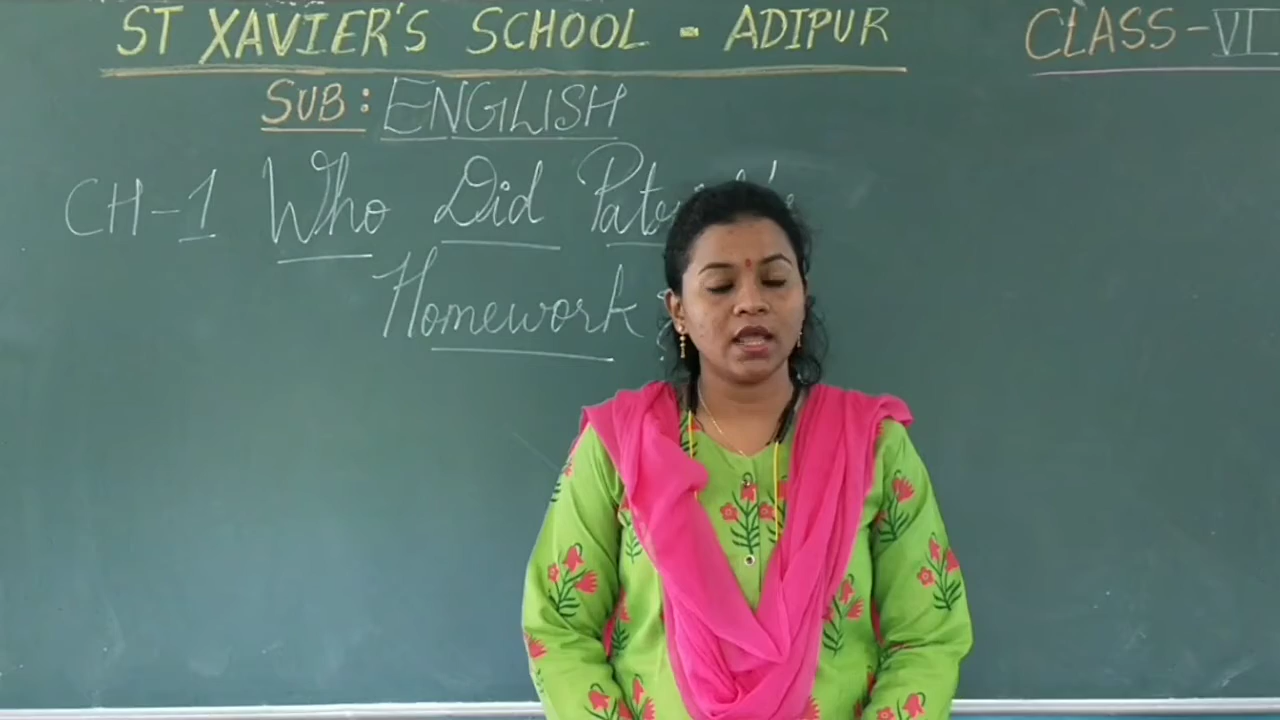 ST XAVIER'S SCHOOL - ADIPUR
CLASS-VI
SUB: ENGLISH
CH-1 Who Did
Homework